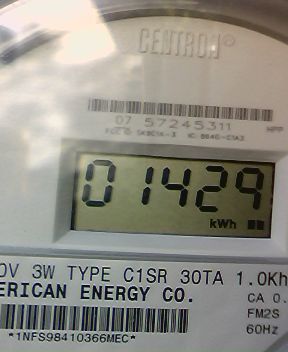 CENTRON®
07 57245311 HPP
01429
kWh
0V 3W TYPE C1SR 30TA 1.0Kh
ERICAN ENERGY CO. CA 0.
FM2S
*1NFS98410366MEC* 60Hz